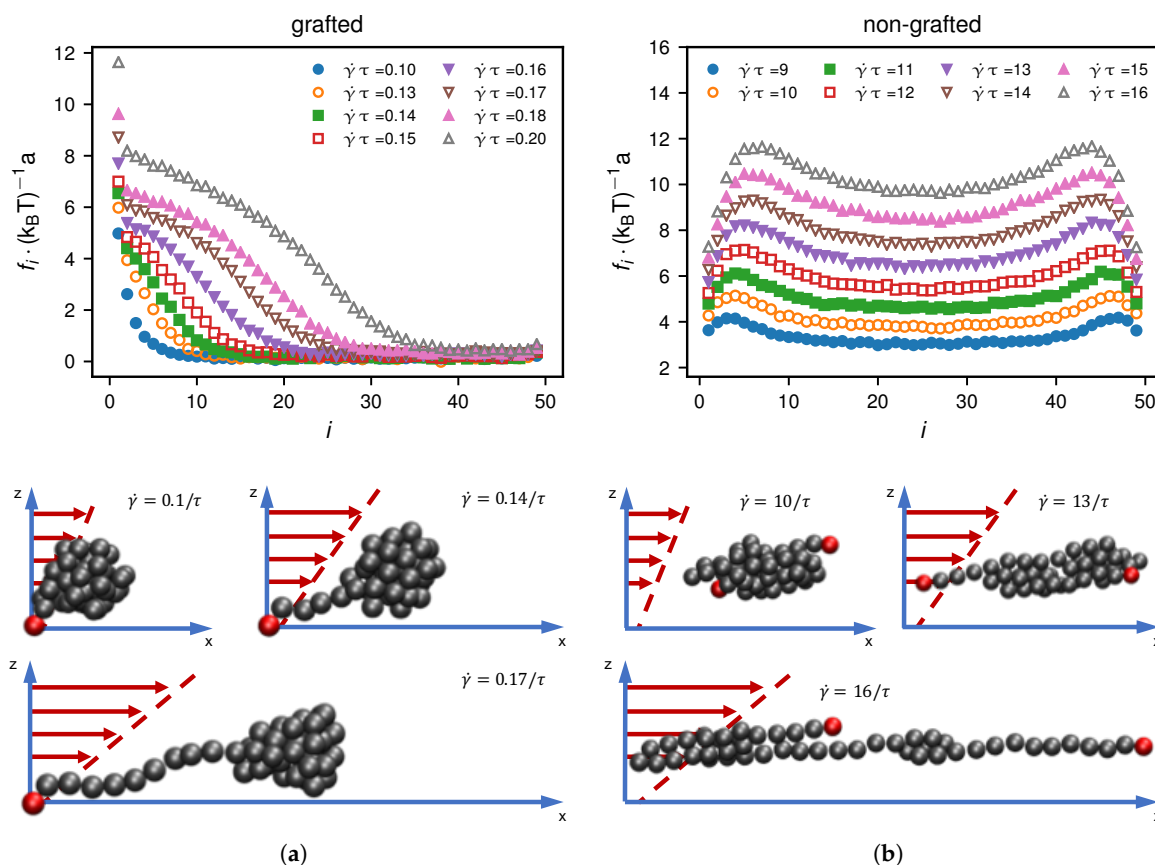 grafted
12
10
8
6
4
2
0
f_i · (k_BT)^−1 a
γ̇ τ =0.10
γ̇ τ =0.13
γ̇ τ =0.14
γ̇ τ =0.15
γ̇ τ =0.16
γ̇ τ =0.17
γ̇ τ =0.18
γ̇ τ =0.20
0 10 20 30 40 50
i
non-grafted
16
14
12
10
8
6
4
2
f_i · (k_BT)^−1 a
γ̇ τ =9
γ̇ τ =10
γ̇ τ =11
γ̇ τ =12
γ̇ τ =13
γ̇ τ =14
γ̇ τ =15
γ̇ τ =16
0 10 20 30 40 50
i
z
γ̇ = 0.1/τ
x
z
γ̇ = 0.14/τ
x
z
γ̇ = 0.17/τ
x
z
γ̇ = 10/τ
x
z
γ̇ = 13/τ
x
z
γ̇ = 16/τ
x
(a)
(b)